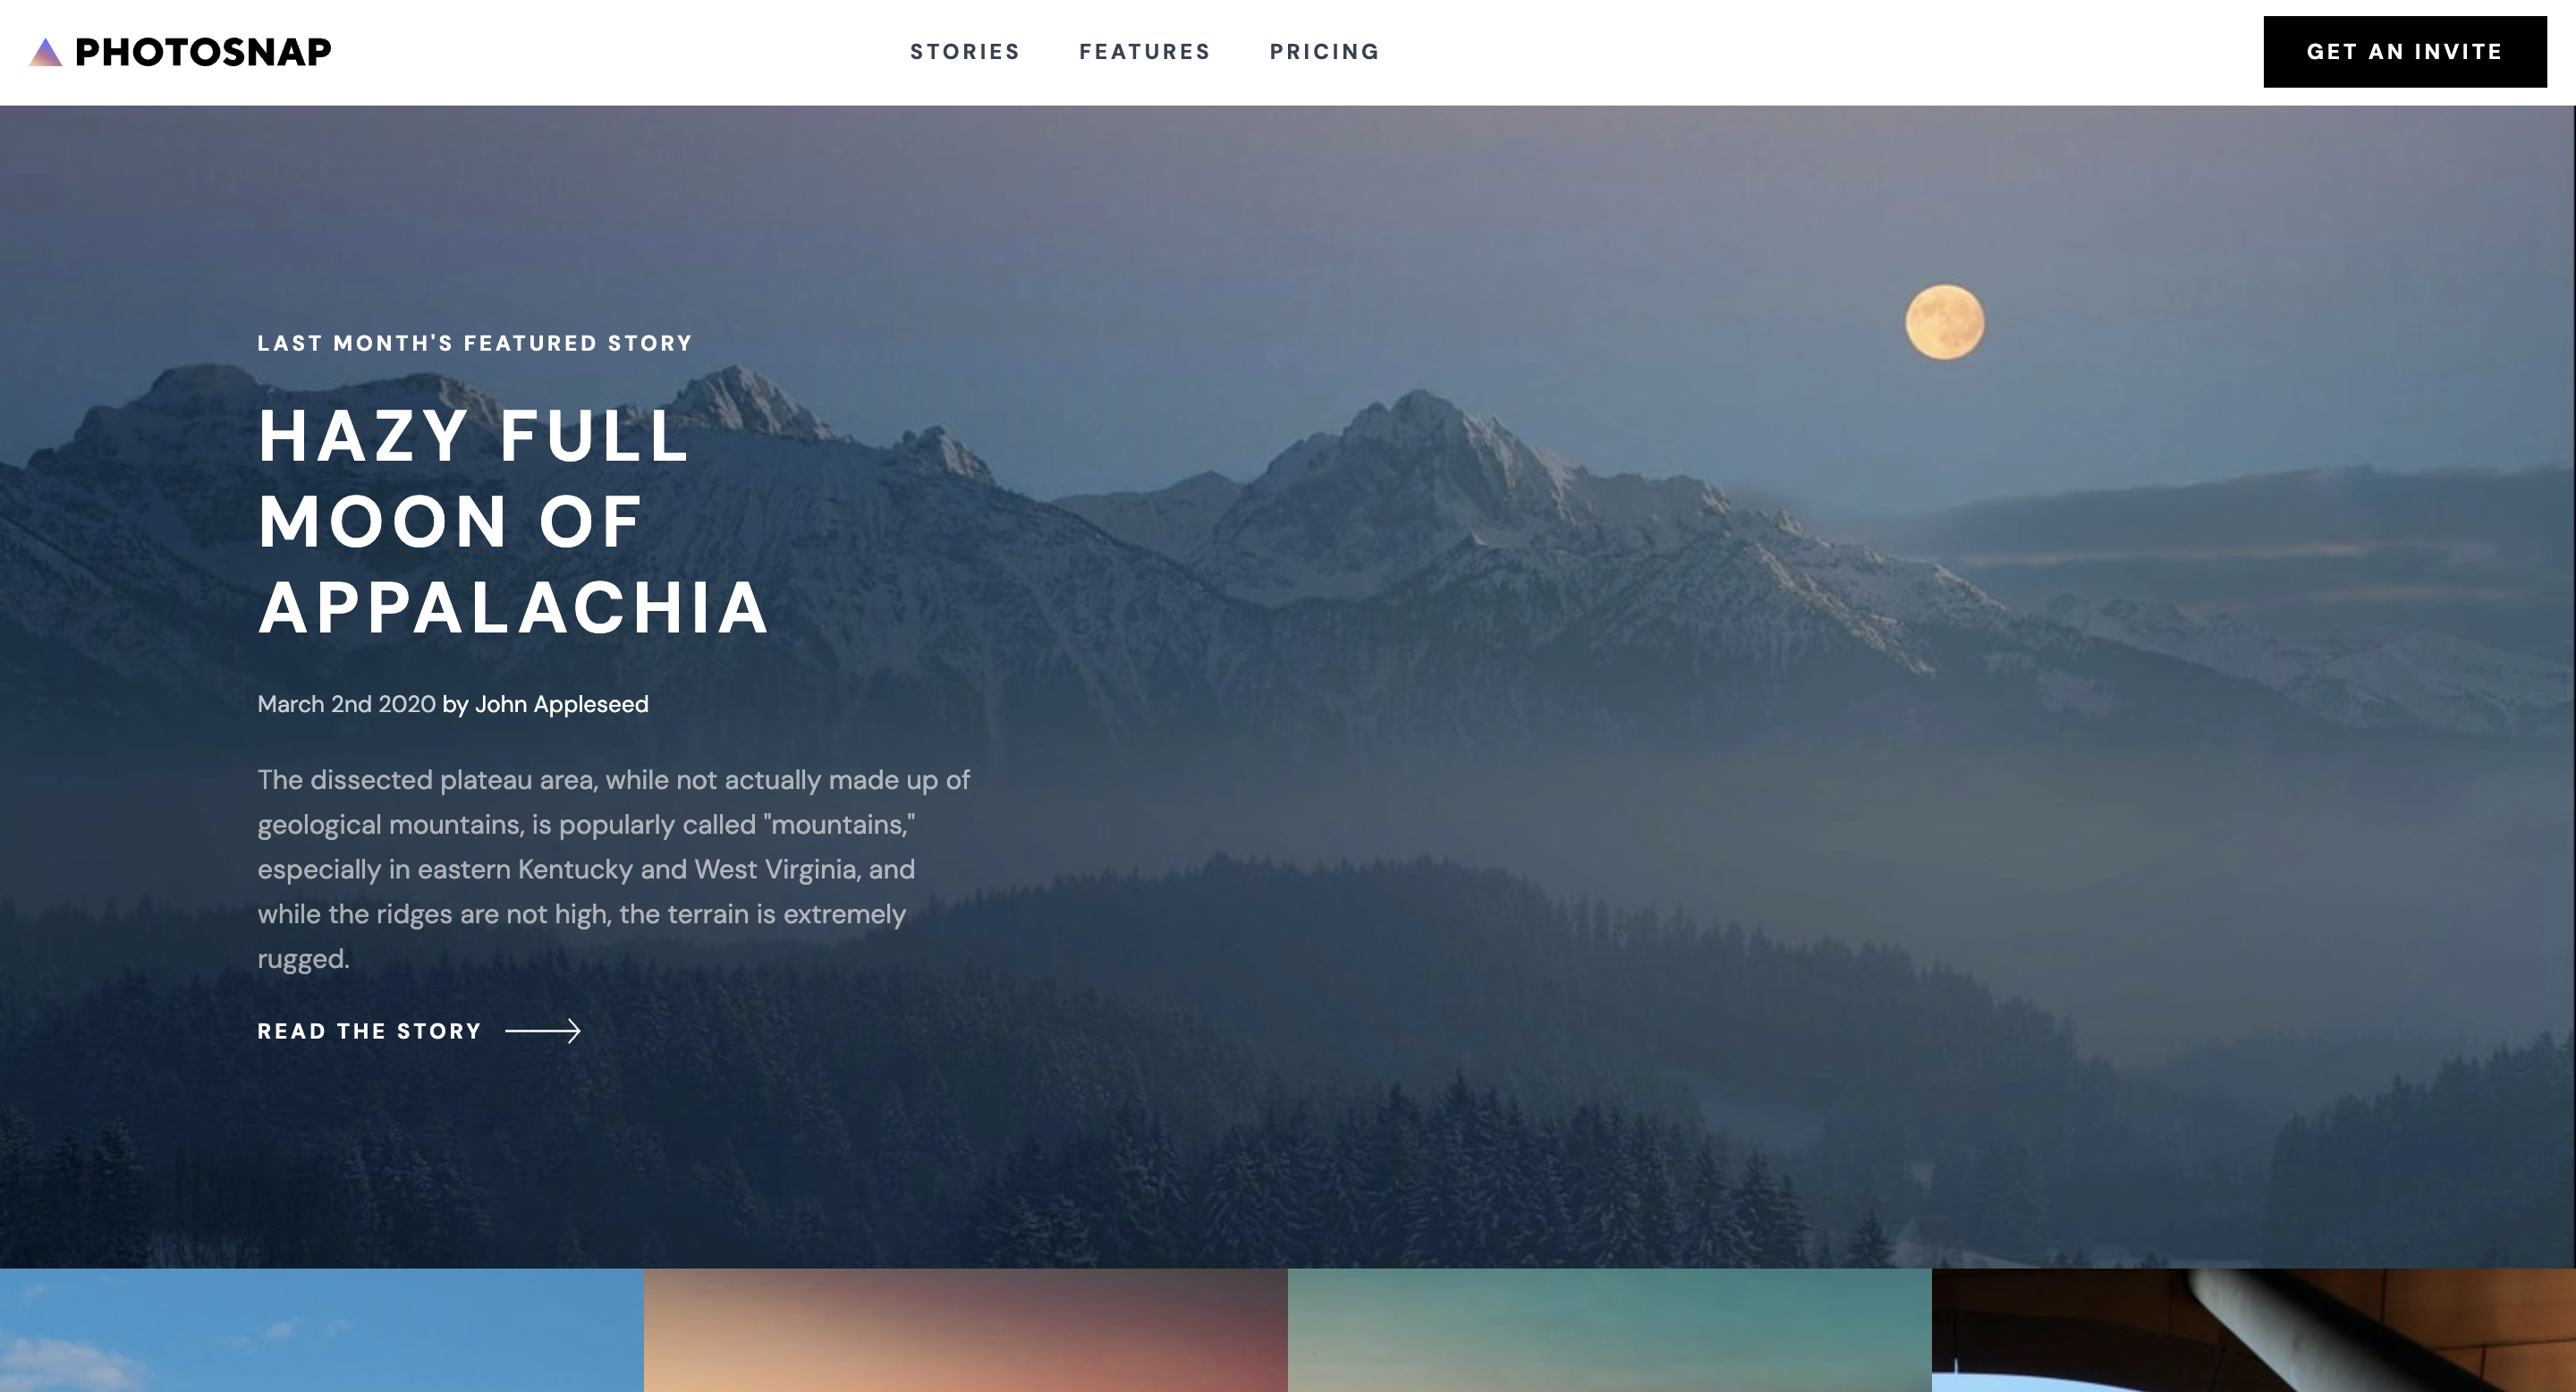 PHOTOSNAP
STORIES FEATURES PRICING
GET AN INVITE
LAST MONTH'S FEATURED STORY
HAZY FULL
MOON OF
APPALACHIA
March 2nd 2020 by John Appleseed
The dissected plateau area, while not actually made up of
geological mountains, is popularly called "mountains,"
especially in eastern Kentucky and West Virginia, and
while the ridges are not high, the terrain is extremely
rugged.
READ THE STORY